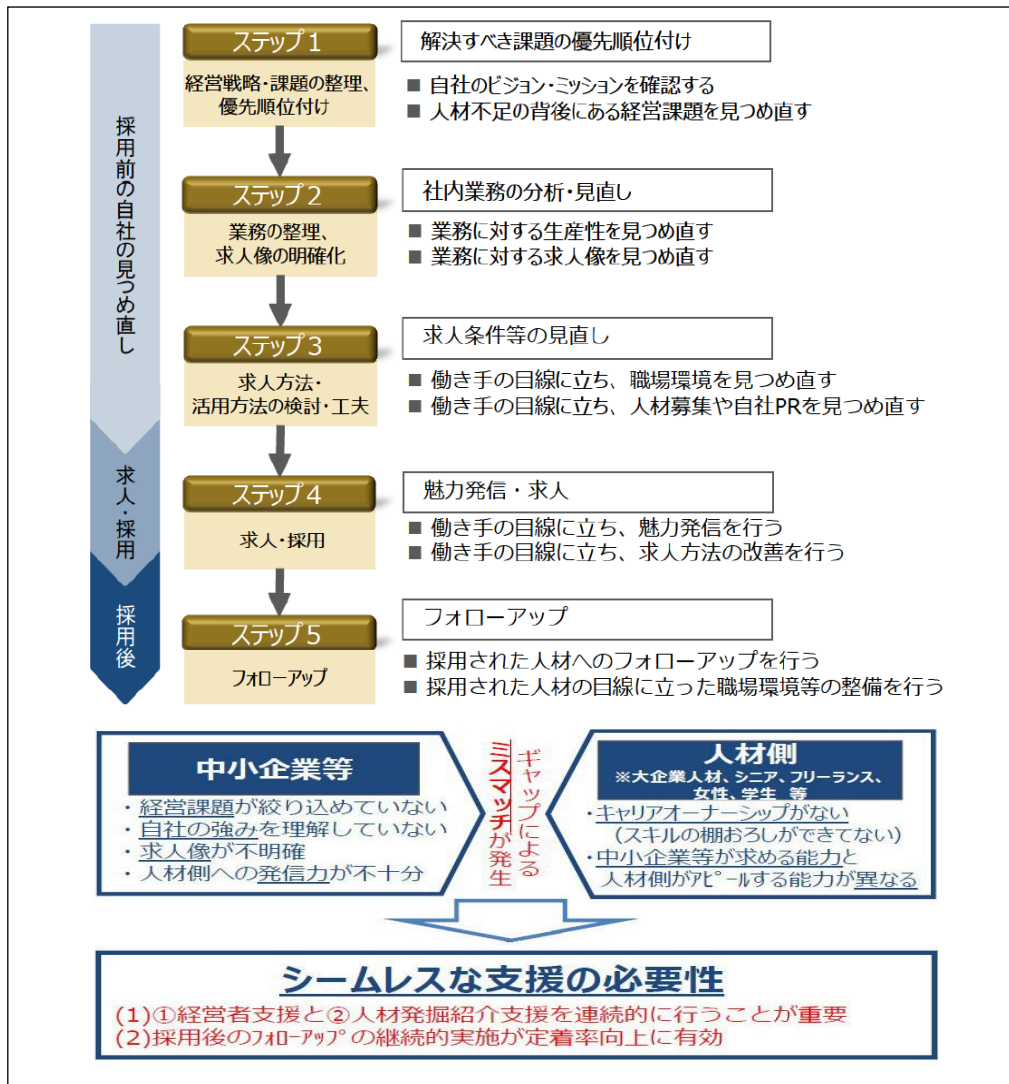 採用前の自社の見つめ直し
求人・採用
採用後
ステップ1
経営戦略・課題の整理、
優先順位付け
解決すべき課題の優先順位付け
■ 自社のビジョン・ミッションを確認する
■ 人材不足の背後にある経営課題を見つめ直す
ステップ2
業務の整理、
求人像の明確化
社内業務の分析・見直し
■ 業務に対する生産性を見つめ直す
■ 業務に対する求人像を見つめ直す
ステップ3
求人方法・
活用方法の検討・工夫
求人条件等の見直し
■ 働き手の目線に立ち、職場環境を見つめ直す
■ 働き手の目線に立ち、人材募集や自社PRを見つめ直す
ステップ4
求人・採用
魅力発信・求人
■ 働き手の目線に立ち、魅力発信を行う
■ 働き手の目線に立ち、求人方法の改善を行う
ステップ5
フォローアップ
フォローアップ
■ 採用された人材へのフォローアップを行う
■ 採用された人材の目線に立った職場環境等の整備を行う
中小企業等
・経営課題が絞り込めていない
・自社の強みを理解していない
・求人像が不明確
・人材側への発信力が不十分
ギャップによる
ミスマッチが発生
人材側
※大企業人材、シニア、フリーランス、
女性、学生 等
・キャリアオーナーシップがない
（スキルの棚おろしができてない）
・中小企業等が求める能力と
人材側がｱﾋﾟｰﾙする能力が異なる
シームレスな支援の必要性
(1)①経営者支援と②人材発掘紹介支援を連続的に行うことが重要
(2)採用後のﾌｫﾛｰｱｯﾌﾟの継続的実施が定着率向上に有効